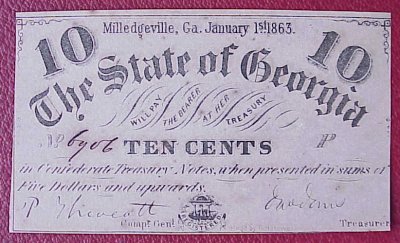 Milledgeville, Ga. January 1st 1863.
10 10
The State of Georgia
WILL PAY THE BEARER AT HER TREASURY
No 6906
TEN CENTS
in Confederate Treasury Notes, when presented in sums of
Five Dollars and upwards.
REGISTERED
Compt Genl Treasurer